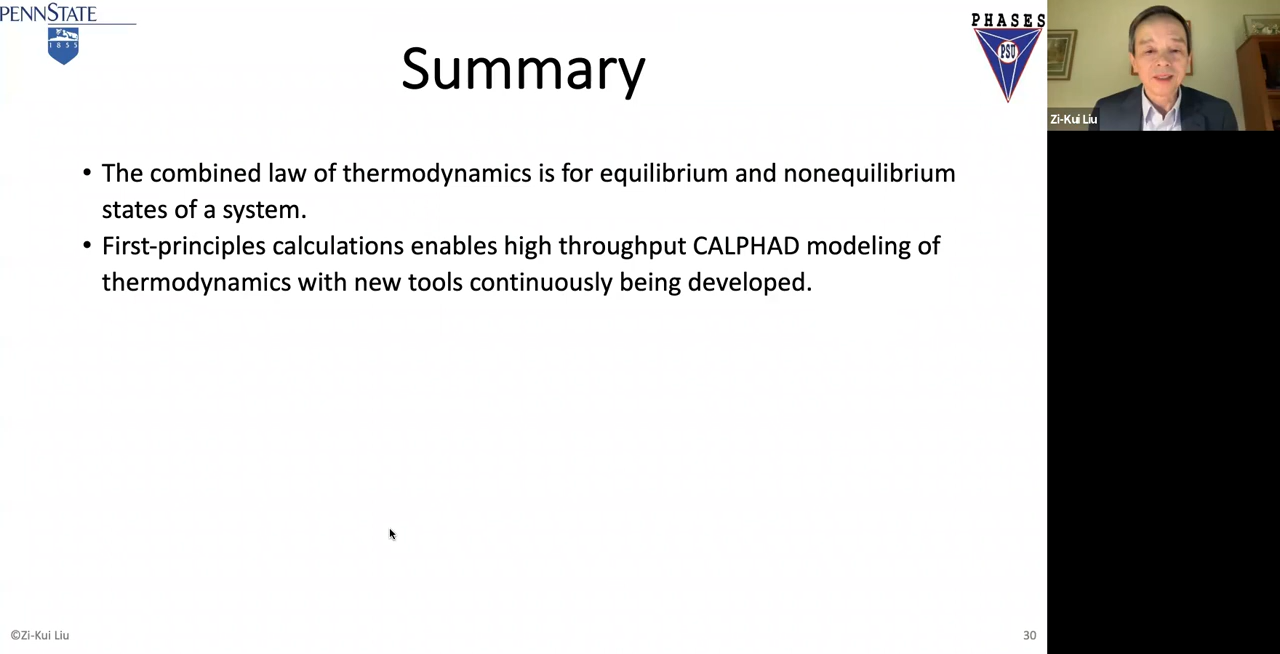 PENNSTATE
1855
PHASES
PSU
Summary
Zi-Kui Liu
• The combined law of thermodynamics is for equilibrium and nonequilibrium
states of a system.
• First-principles calculations enables high throughput CALPHAD modeling of
thermodynamics with new tools continuously being developed.
©Zi-Kui Liu
30